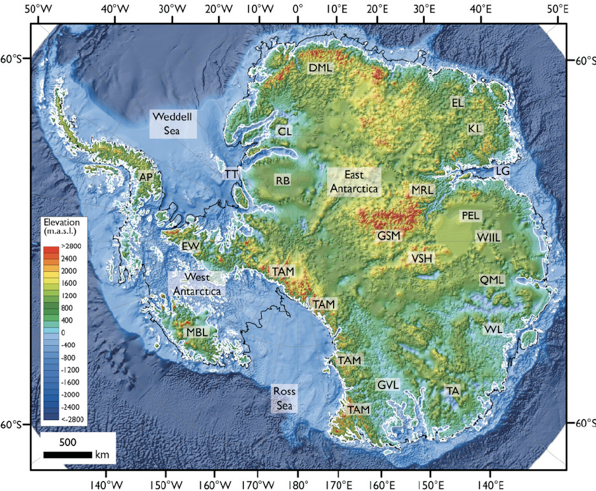 50°W 40°W 30°W 20°W 10°W 0° 10°E 20°E 30°E 40°E 50°E
60°S
60°S
DML
EL
Weddell
Sea
CL
KL
AP
TT
RB
East
Antarctica
MRL
LG
PEL
GSM
WIIL
EW
VSH
Elevation
(m.a.s.l.)
>2800
2400
2000
1600
1200
800
400
0
-400
-800
-1200
-1600
-2000
-2400
<-2800
West
Antarctica
TAM
QML
TAM
MBL
WL
TAM
Ross
Sea
GVL
TA
TAM
60°S
60°S
500
km
140°W 150°W 160°W 170°W 180° 170°E 160°E 150°E 140°E